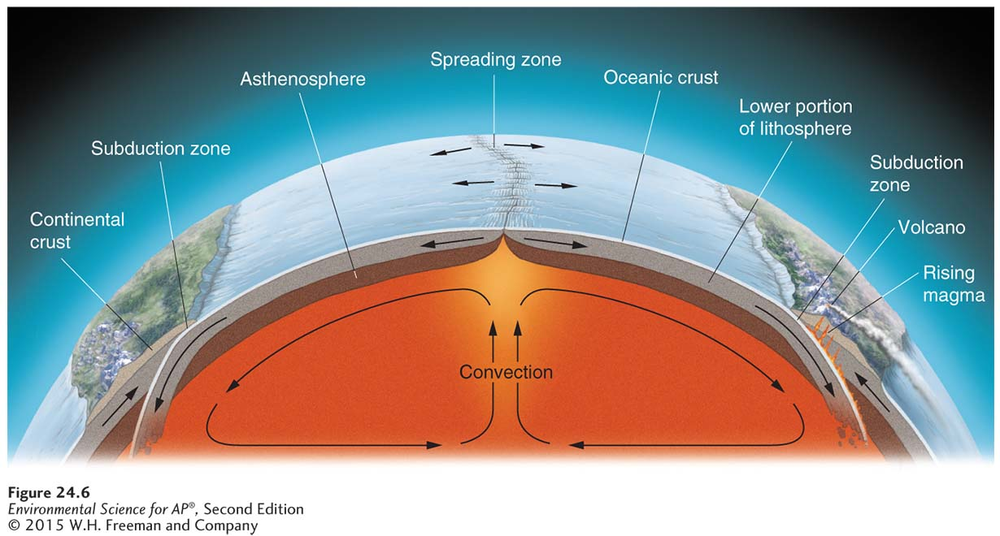 Spreading zone
Asthenosphere
Oceanic crust
Lower portion
of lithosphere
Subduction zone
Subduction
zone
Continental
crust
Volcano
Rising
magma
Convection
Figure 24.6
Environmental Science for AP®, Second Edition
© 2015 W.H. Freeman and Company